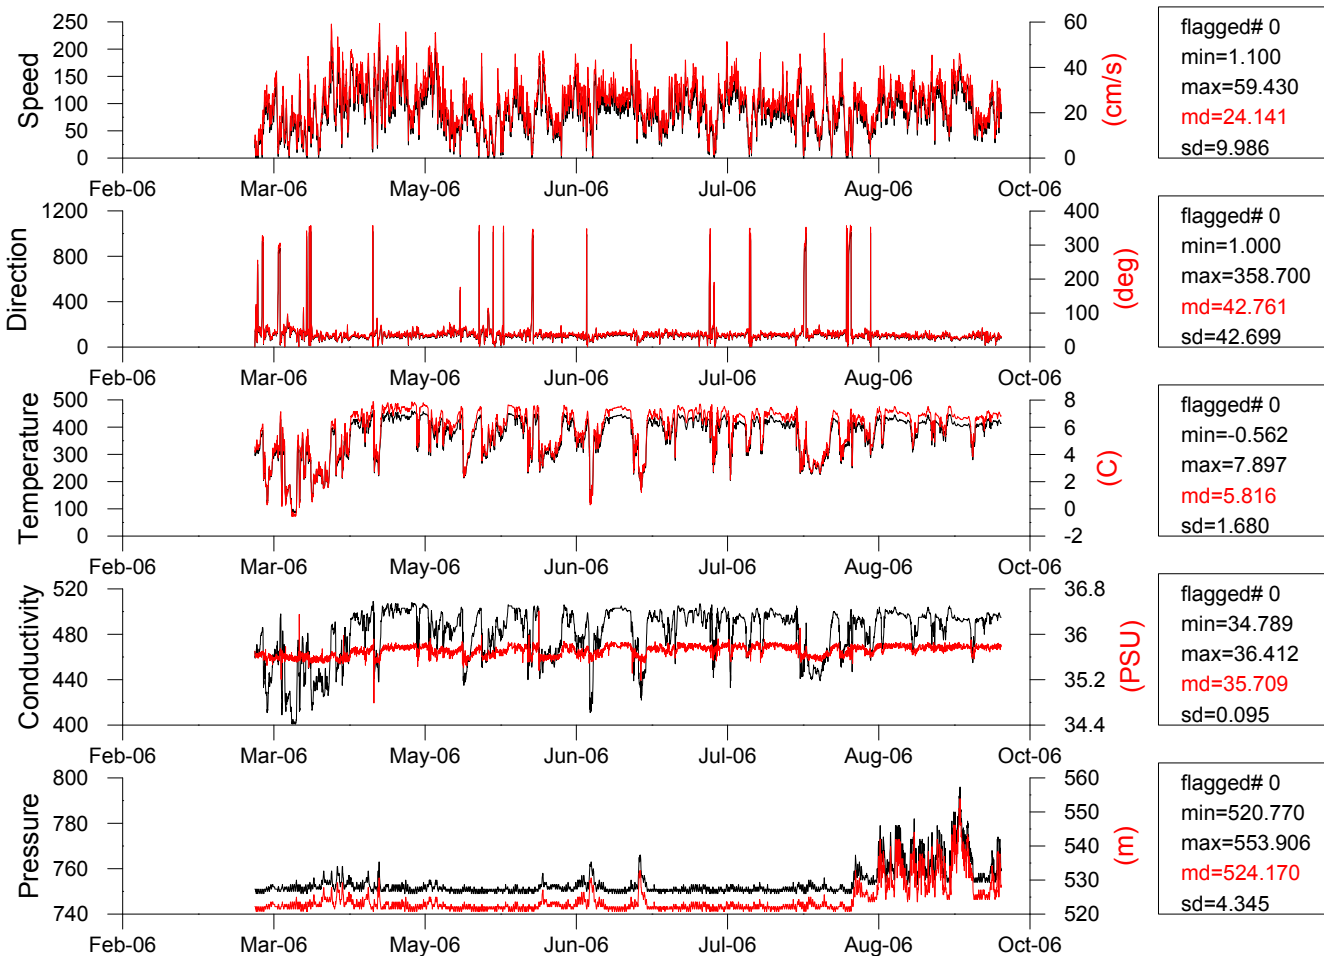 Speed
250
200
150
100
50
0
60
40
20
0
(cm/s)
Feb-06 Mar-06 May-06 Jun-06 Jul-06 Aug-06 Oct-06
flagged# 0
min=1.100
max=59.430
md=24.141
sd=9.986
Direction
1200
800
400
0
400
300
200
100
0
(deg)
Feb-06 Mar-06 May-06 Jun-06 Jul-06 Aug-06 Oct-06
flagged# 0
min=1.000
max=358.700
md=42.761
sd=42.699
Temperature
500
400
300
200
100
0
8
6
4
2
0
-2
(C)
Feb-06 Mar-06 May-06 Jun-06 Jul-06 Aug-06 Oct-06
flagged# 0
min=-0.562
max=7.897
md=5.816
sd=1.680
Conductivity
520
480
440
400
36.8
36
35.2
34.4
(PSU)
Feb-06 Mar-06 May-06 Jun-06 Jul-06 Aug-06 Oct-06
flagged# 0
min=34.789
max=36.412
md=35.709
sd=0.095
Pressure
800
780
760
740
560
550
540
530
520
(m)
Feb-06 Mar-06 May-06 Jun-06 Jul-06 Aug-06 Oct-06
flagged# 0
min=520.770
max=553.906
md=524.170
sd=4.345